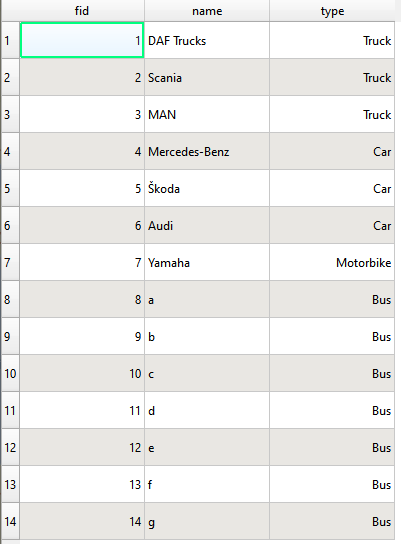 fid name type
1 1 DAF Trucks Truck
2 2 Scania Truck
3 3 MAN Truck
4 4 Mercedes-Benz Car
5 5 Škoda Car
6 6 Audi Car
7 7 Yamaha Motorbike
8 8 a Bus
9 9 b Bus
10 10 c Bus
11 11 d Bus
12 12 e Bus
13 13 f Bus
14 14 g Bus